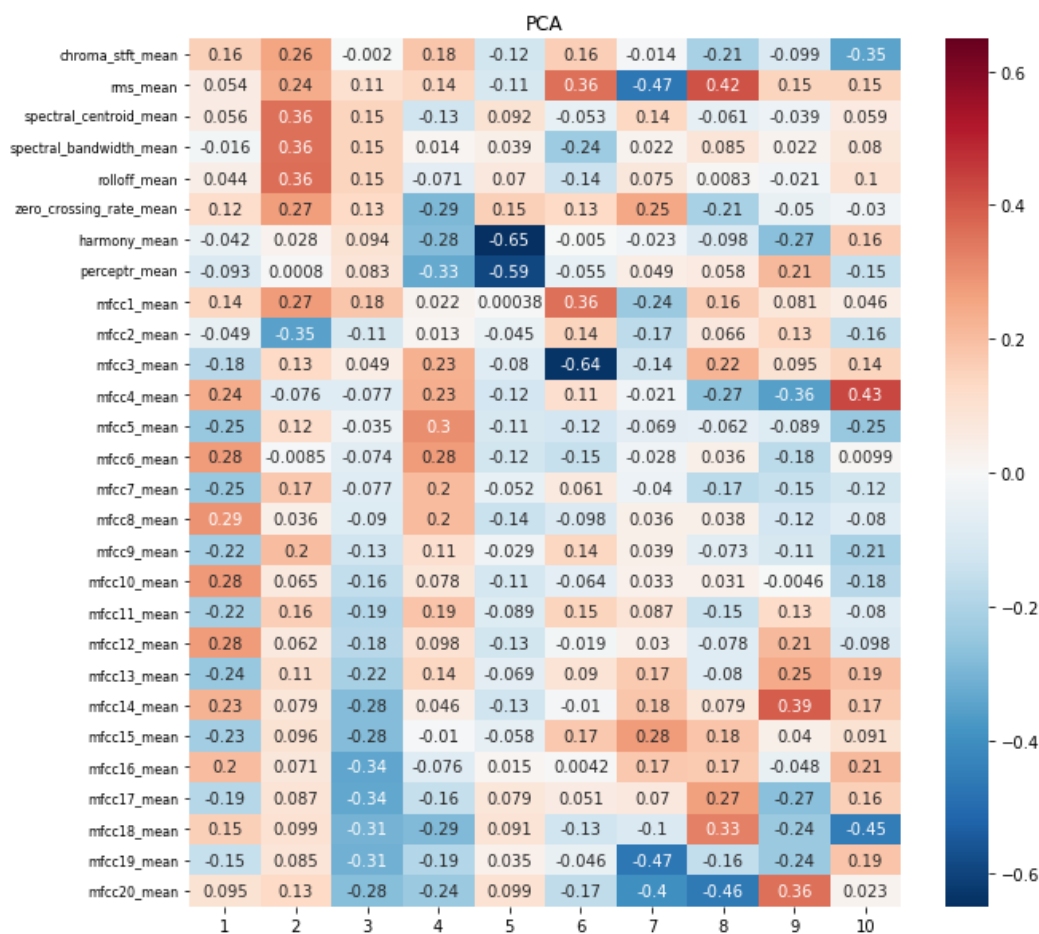 PCA
chroma_stft_mean 0.16 0.26 -0.002 0.18 -0.12 0.16 -0.014 -0.21 -0.099 -0.35
rms_mean 0.054 0.24 0.11 0.14 -0.11 0.36 -0.47 0.42 0.15 0.15
spectral_centroid_mean 0.056 0.36 0.15 -0.13 0.092 -0.053 0.14 -0.061 -0.039 0.059
spectral_bandwidth_mean -0.016 0.36 0.15 0.014 0.039 -0.24 0.022 0.085 0.022 0.08
rolloff_mean 0.044 0.36 0.15 -0.071 0.07 -0.14 0.075 0.0083 -0.021 0.1
zero_crossing_rate_mean 0.12 0.27 0.13 -0.29 0.15 0.13 0.25 -0.21 -0.05 -0.03
harmony_mean -0.042 0.028 0.094 -0.28 -0.65 -0.005 -0.023 -0.098 -0.27 0.16
perceptr_mean -0.093 0.0008 0.083 -0.33 -0.59 -0.055 0.049 0.058 0.21 -0.15
mfcc1_mean 0.14 0.27 0.18 0.022 0.00038 0.36 -0.24 0.16 0.081 0.046
mfcc2_mean -0.049 -0.35 -0.11 0.013 -0.045 0.14 -0.17 0.066 0.13 -0.16
mfcc3_mean -0.18 0.13 0.049 0.23 -0.08 -0.64 -0.14 0.22 0.095 0.14
mfcc4_mean 0.24 -0.076 -0.077 0.23 -0.12 0.11 -0.021 -0.27 -0.36 0.43
mfcc5_mean -0.25 0.12 -0.035 0.3 -0.11 -0.12 -0.069 -0.062 -0.089 -0.25
mfcc6_mean 0.28 -0.0085 -0.074 0.28 -0.12 -0.15 -0.028 0.036 -0.18 0.0099
mfcc7_mean -0.25 0.17 -0.077 0.2 -0.052 0.061 -0.04 -0.17 -0.15 -0.12
mfcc8_mean 0.29 0.036 -0.09 0.2 -0.14 -0.098 0.036 0.038 -0.12 -0.08
mfcc9_mean -0.22 0.2 -0.13 0.11 -0.029 0.14 0.039 -0.073 -0.11 -0.21
mfcc10_mean 0.28 0.065 -0.16 0.078 -0.11 -0.064 0.033 0.031 -0.0046 -0.18
mfcc11_mean -0.22 0.16 -0.19 0.19 -0.089 0.15 0.087 -0.15 0.13 -0.08
mfcc12_mean 0.28 0.062 -0.18 0.098 -0.13 -0.019 0.03 -0.078 0.21 -0.098
mfcc13_mean -0.24 0.11 -0.22 0.14 -0.069 0.09 0.17 -0.08 0.25 0.19
mfcc14_mean 0.23 0.079 -0.28 0.046 -0.13 -0.01 0.18 0.079 0.39 0.17
mfcc15_mean -0.23 0.096 -0.28 -0.01 -0.058 0.17 0.28 0.18 0.04 0.091
mfcc16_mean 0.2 0.071 -0.34 -0.076 0.015 0.0042 0.17 0.17 -0.048 0.21
mfcc17_mean -0.19 0.087 -0.34 -0.16 0.079 0.051 0.07 0.27 -0.27 0.16
mfcc18_mean 0.15 0.099 -0.31 -0.29 0.091 -0.13 -0.1 0.33 -0.24 -0.45
mfcc19_mean -0.15 0.085 -0.31 -0.19 0.035 -0.046 -0.47 -0.16 -0.24 0.19
mfcc20_mean 0.095 0.13 -0.28 -0.24 0.099 -0.17 -0.4 -0.46 0.36 0.023
1 2 3 4 5 6 7 8 9 10
0.6
0.4
0.2
0.0
−0.2
−0.4
−0.6